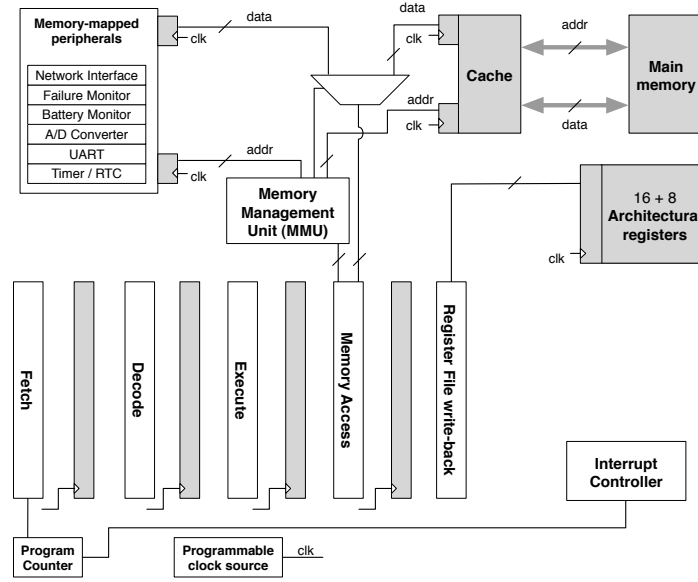 Memory-mapped
peripherals
Network Interface
Failure Monitor
Battery Monitor
A/D Converter
UART
Timer / RTC
data
clk
addr
clk
data
clk
addr
clk
Cache
addr
data
Main
memory
Memory
Management
Unit (MMU)
16 + 8
Architectural
registers
clk
Fetch
Decode
Execute
Memory Access
Register File write-back
Interrupt
Controller
Program
Counter
Programmable
clock source
clk